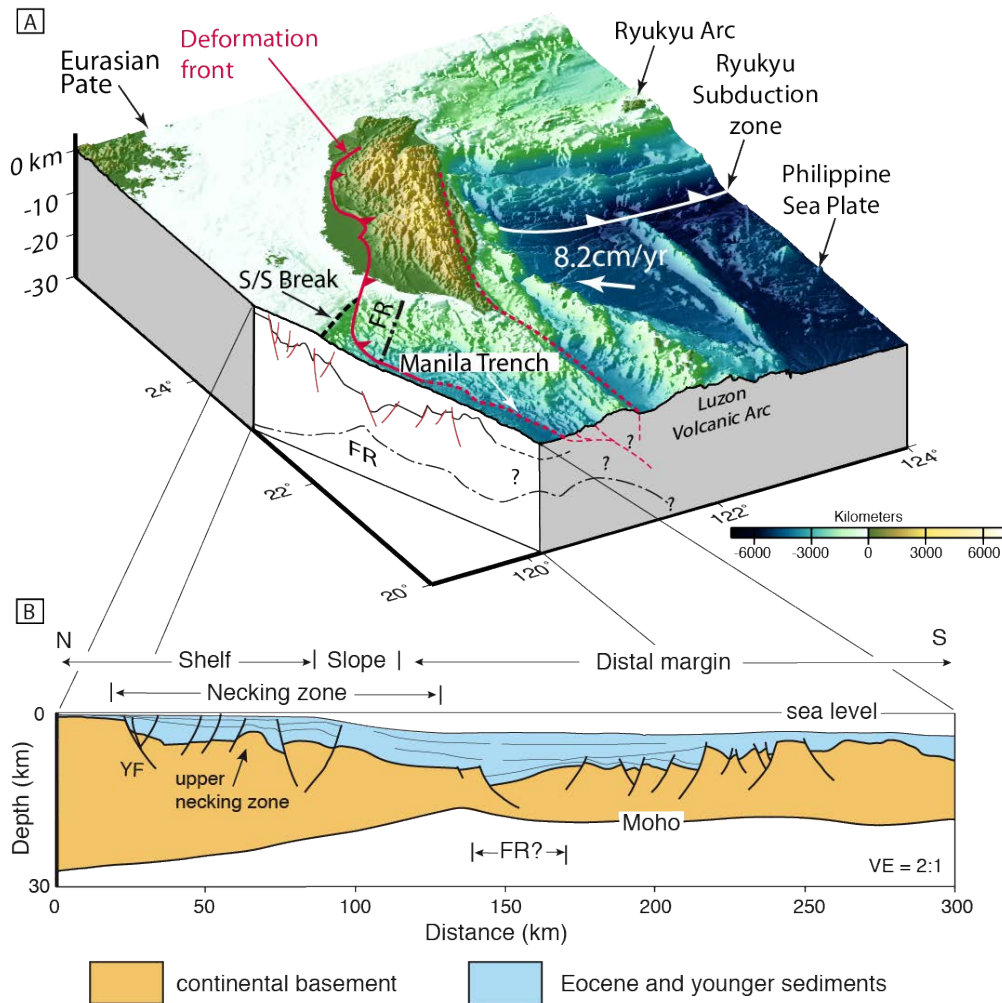 A
Eurasian
Pate
Deformation
front
Ryukyu Arc
Ryukyu
Subduction
zone
Philippine
Sea Plate
0 km
-10
-20
-30
8.2cm/yr
S/S Break
FR
Manila Trench
Luzon
Volcanic Arc
FR
?
?
?
?
24°
22°
20°
120°
122°
124°
Kilometers
-6000
-3000
0
3000
6000
B
N
S
Shelf
Slope
Distal margin
Necking zone
0
sea level
YF
upper
necking zone
Depth (km)
Moho
FR?
VE = 2:1
30
0
50
100
150
200
250
300
Distance (km)
continental basement
Eocene and younger sediments